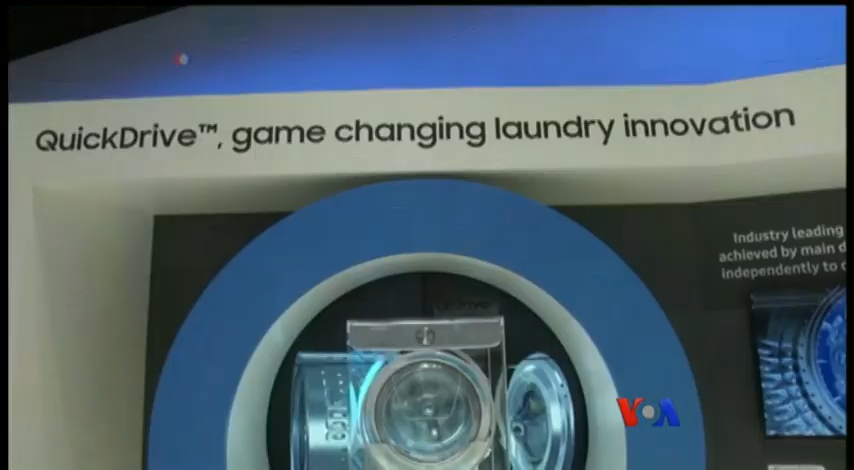 QuickDrive™, game changing laundry innovation
Industry leading
achieved by main d
independently to
VOA